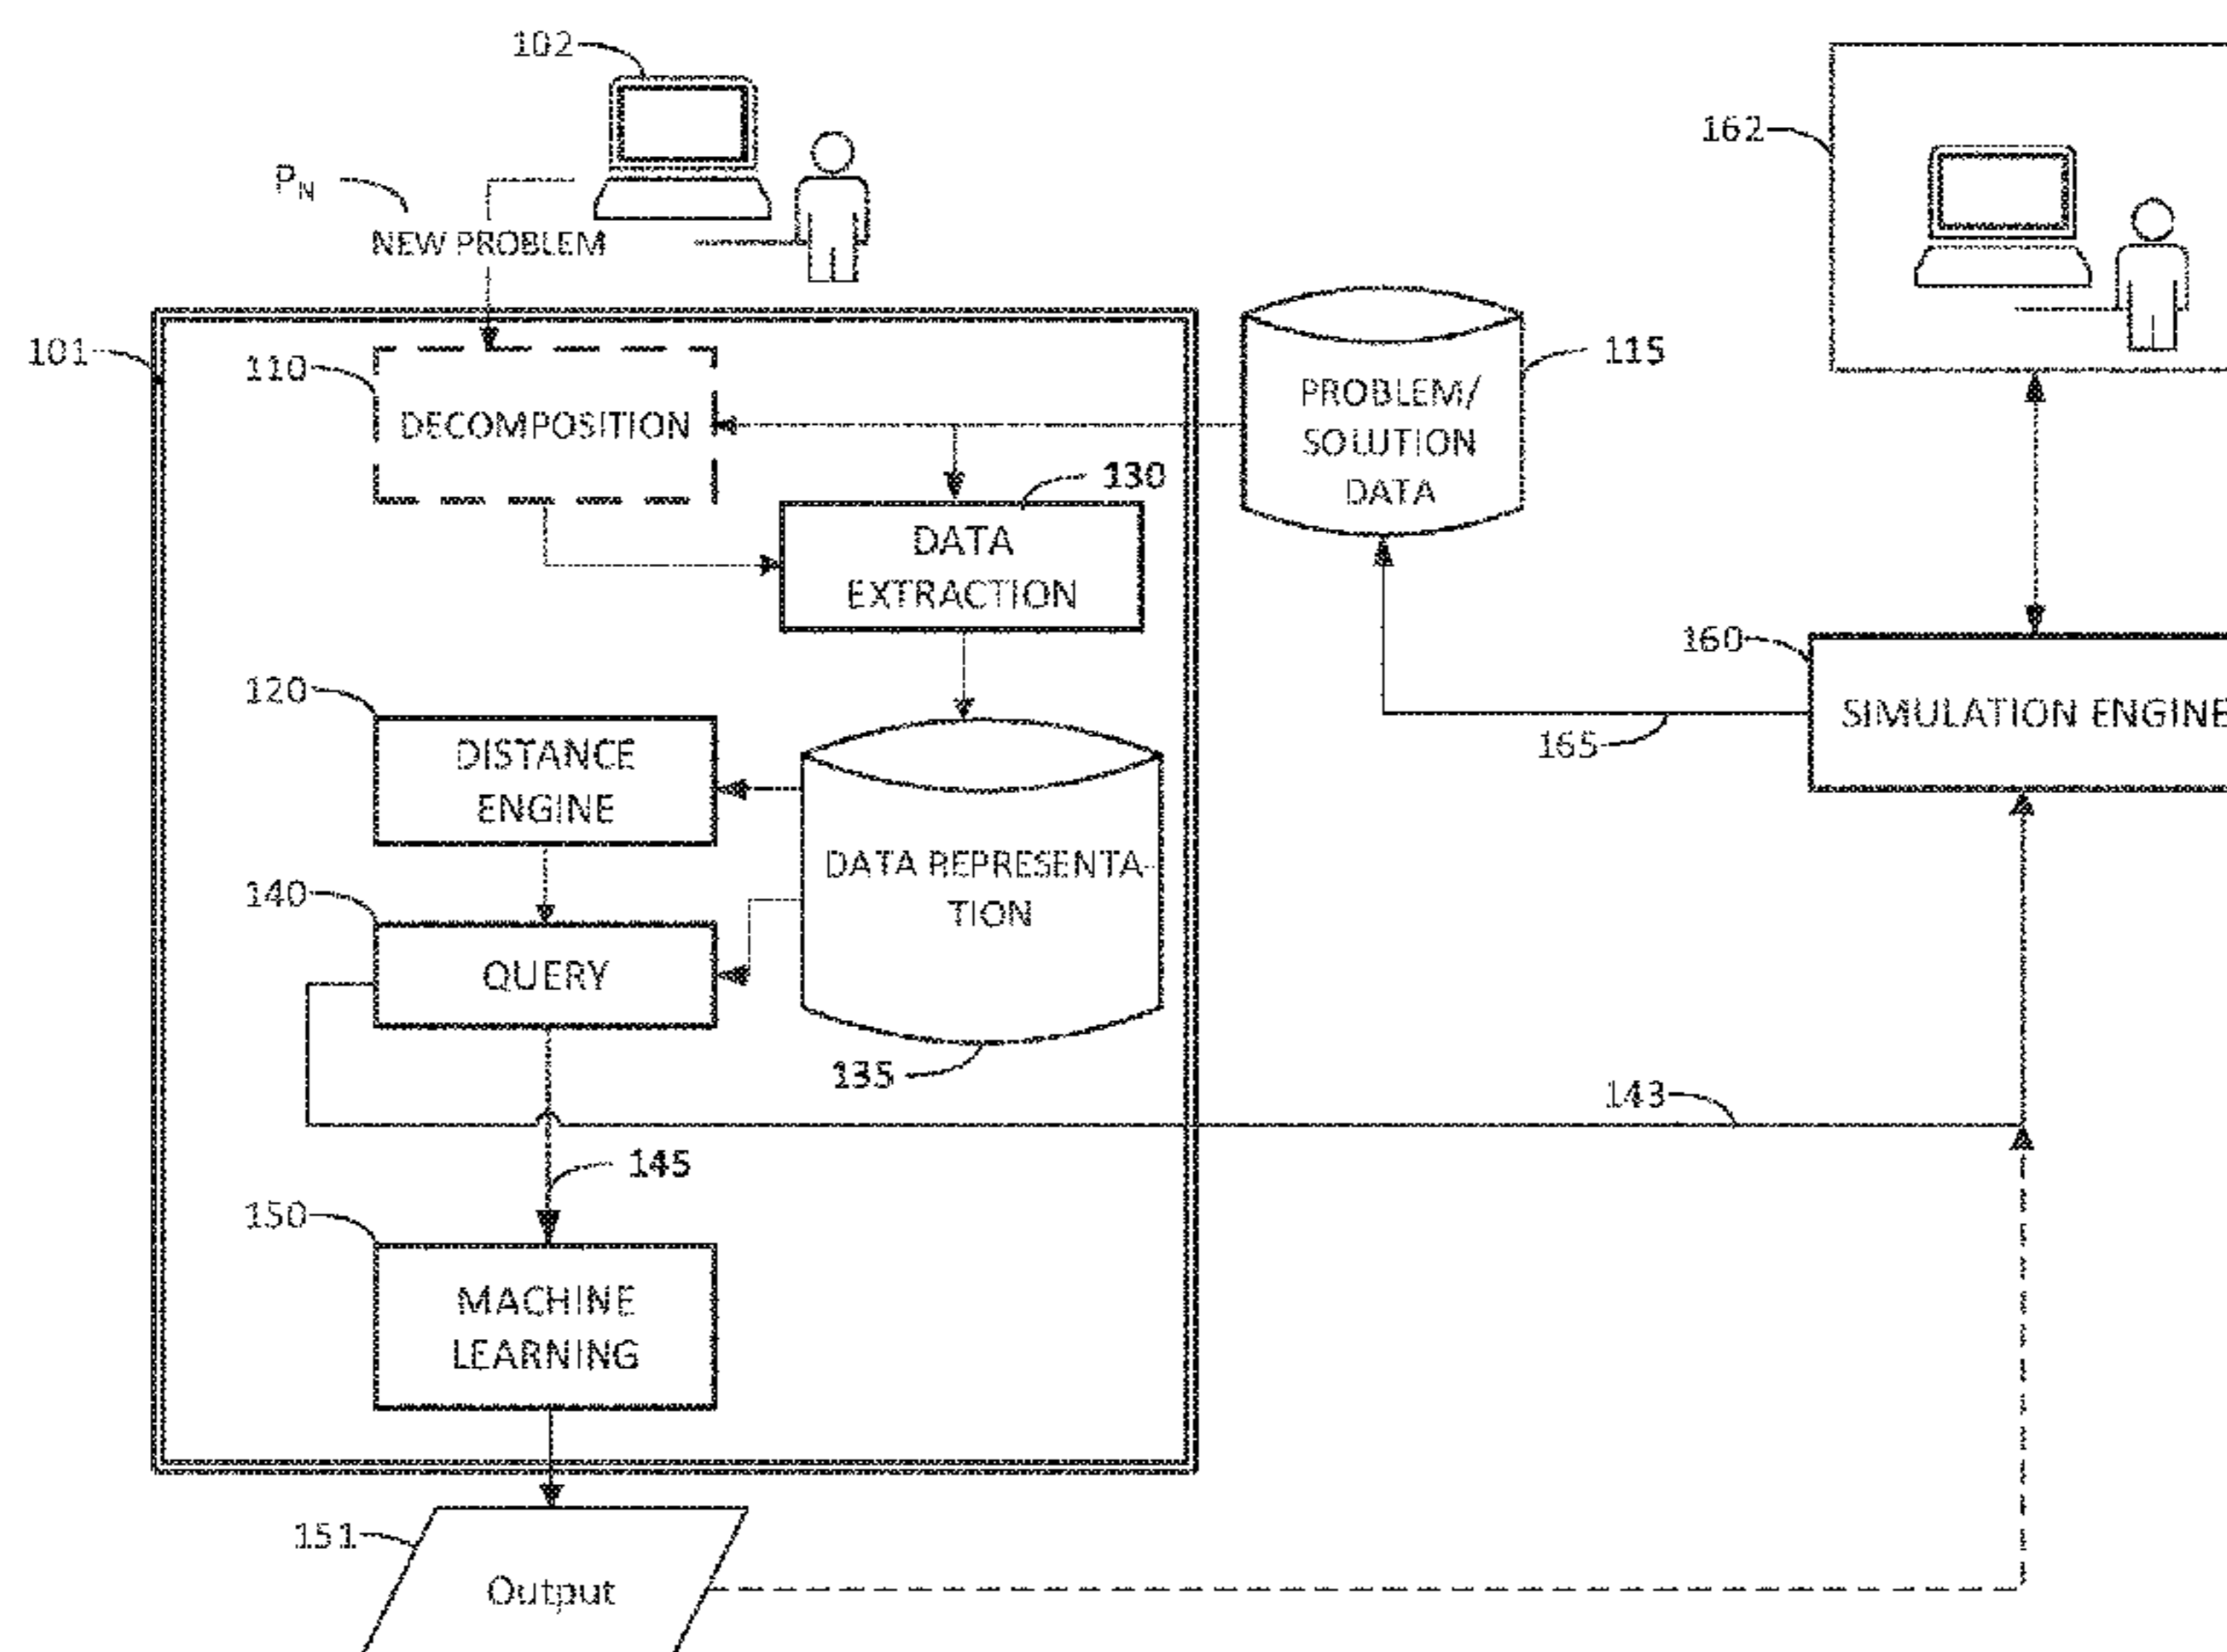 102
162
P_N
NEW PROBLEM
101
110
DECOMPOSITION
115
PROBLEM/
SOLUTION
DATA
130
DATA
EXTRACTION
160
SIMULATION ENGINE
165
120
DISTANCE
ENGINE
DATA REPRESENTA-
TION
140
QUERY
135
143
145
150
MACHINE
LEARNING
151
Output